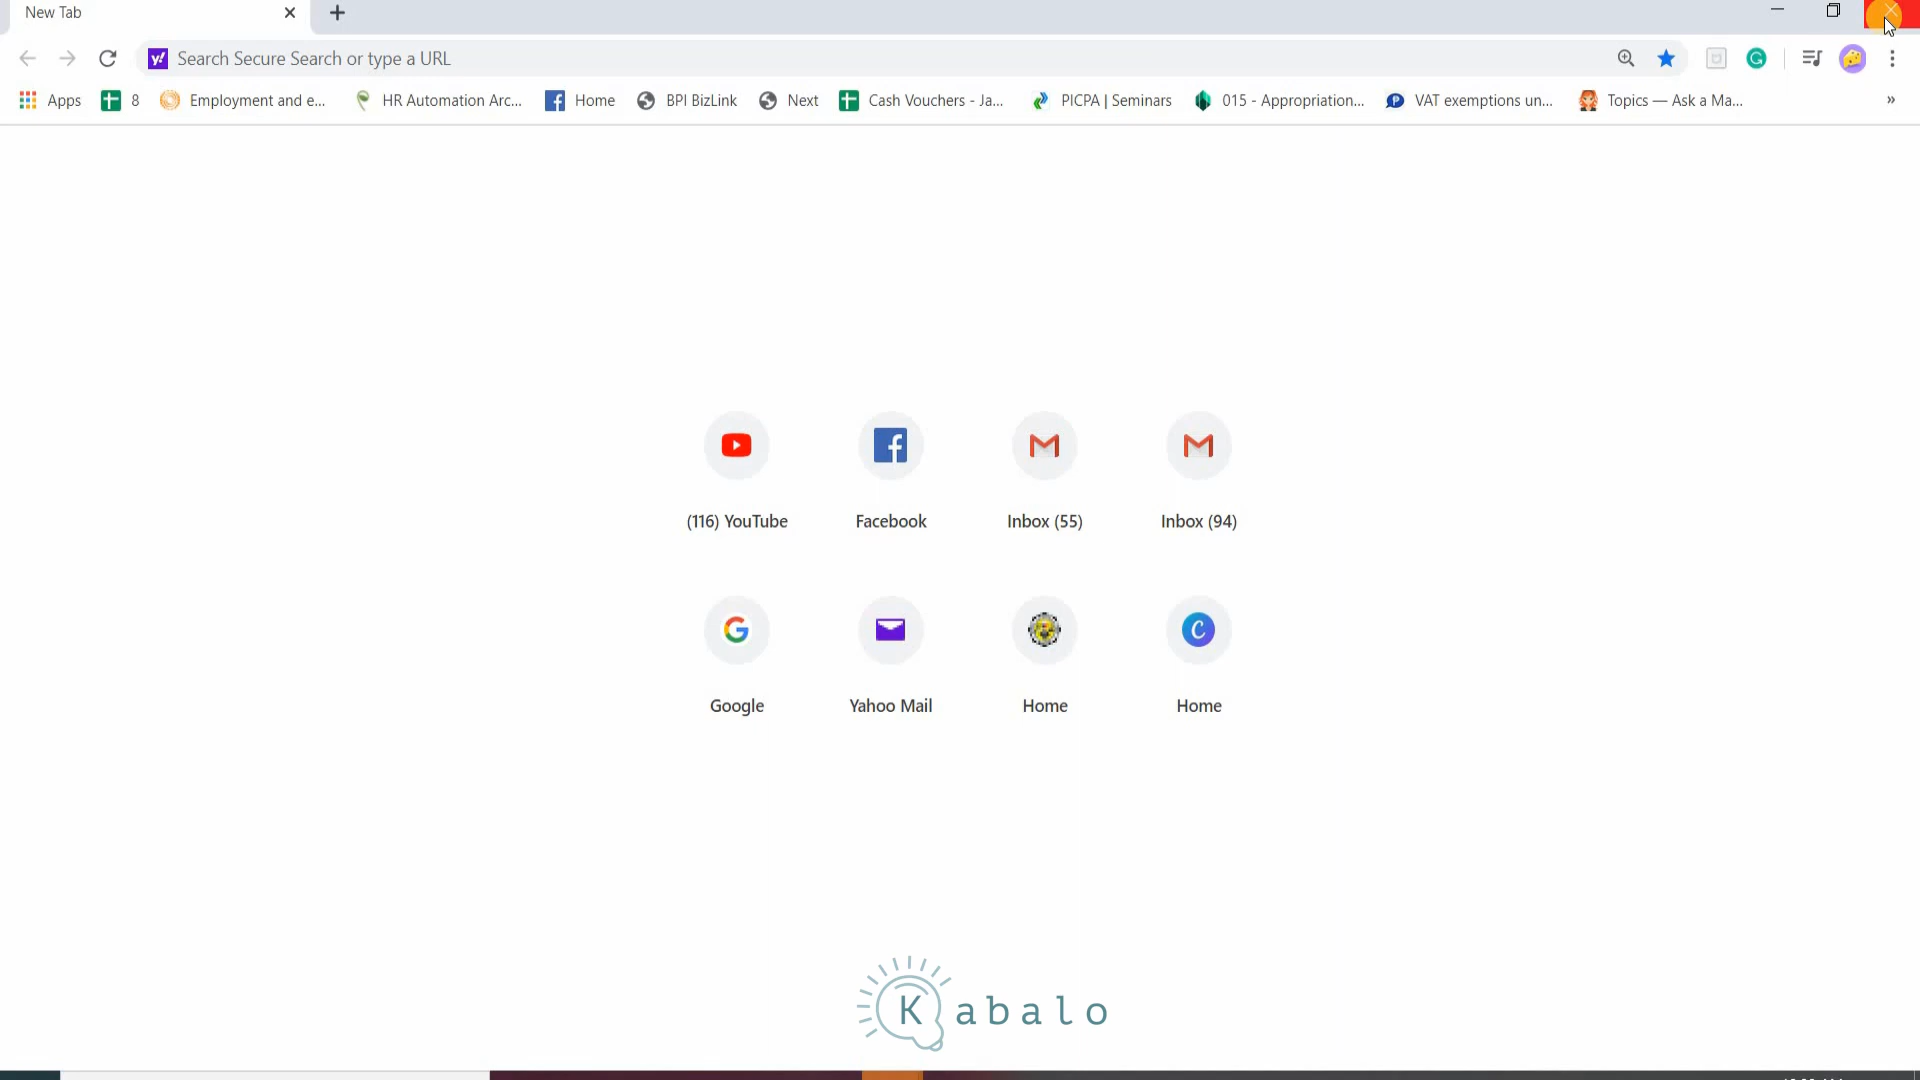 New Tab
Search Secure Search or type a URL
Apps
8
Employment and e...
HR Automation Arc...
Home
BPI BizLink
Next
Cash Vouchers - Ja...
PICPA | Seminars
015 - Appropriation...
VAT exemptions un...
Topics — Ask a Ma...
»
(116) YouTube
Facebook
Inbox (55)
Inbox (94)
Google
Yahoo Mail
Home
Home
Kabalo